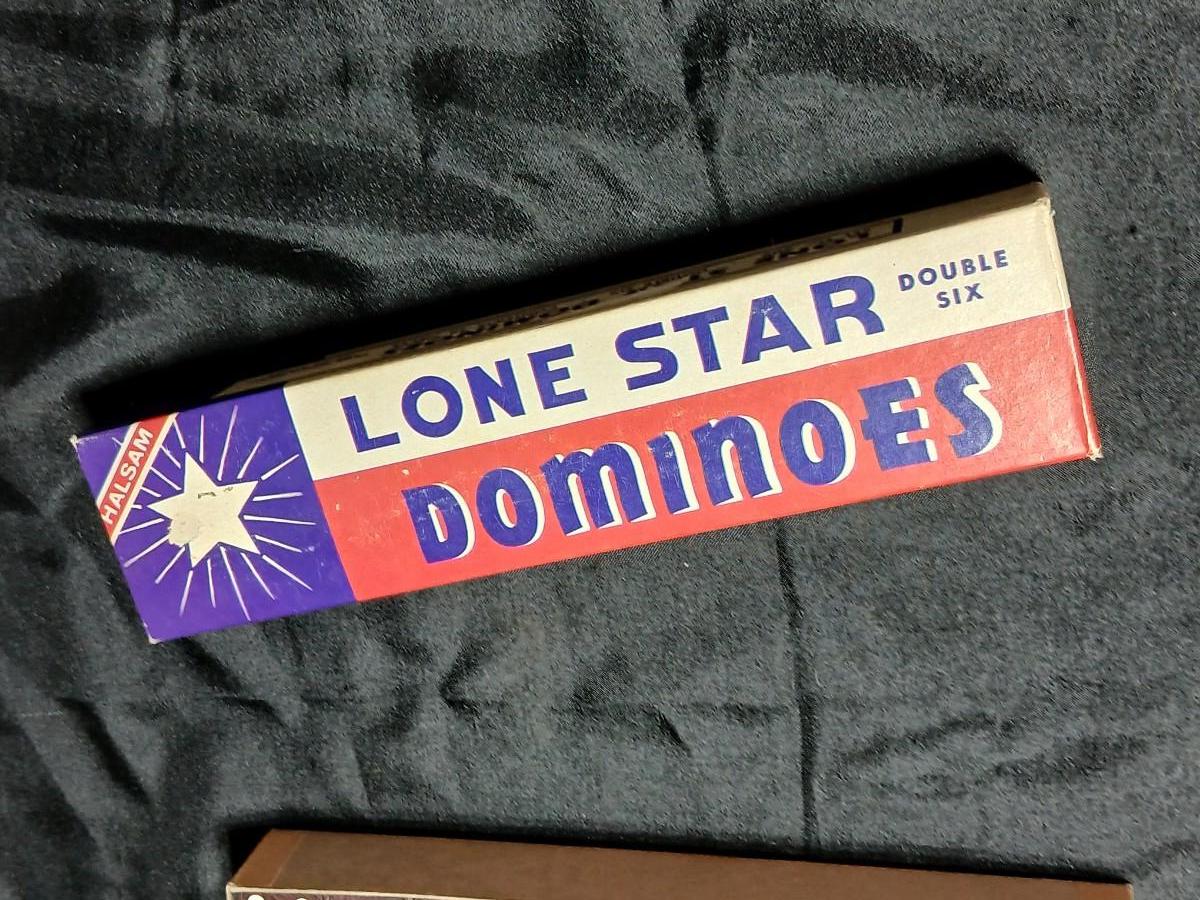 HALSAM
LONE STAR
DOUBLE
SIX
DOMINOES